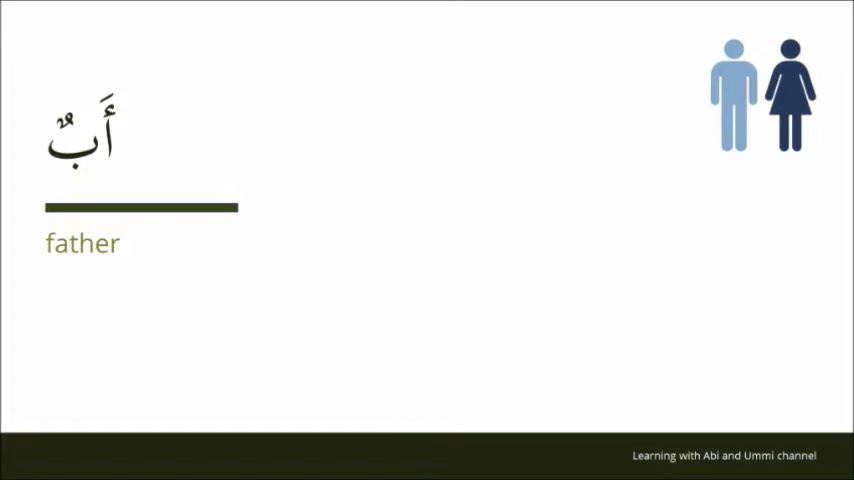 أَبٌ
father
Learning with Abi and Ummi channel